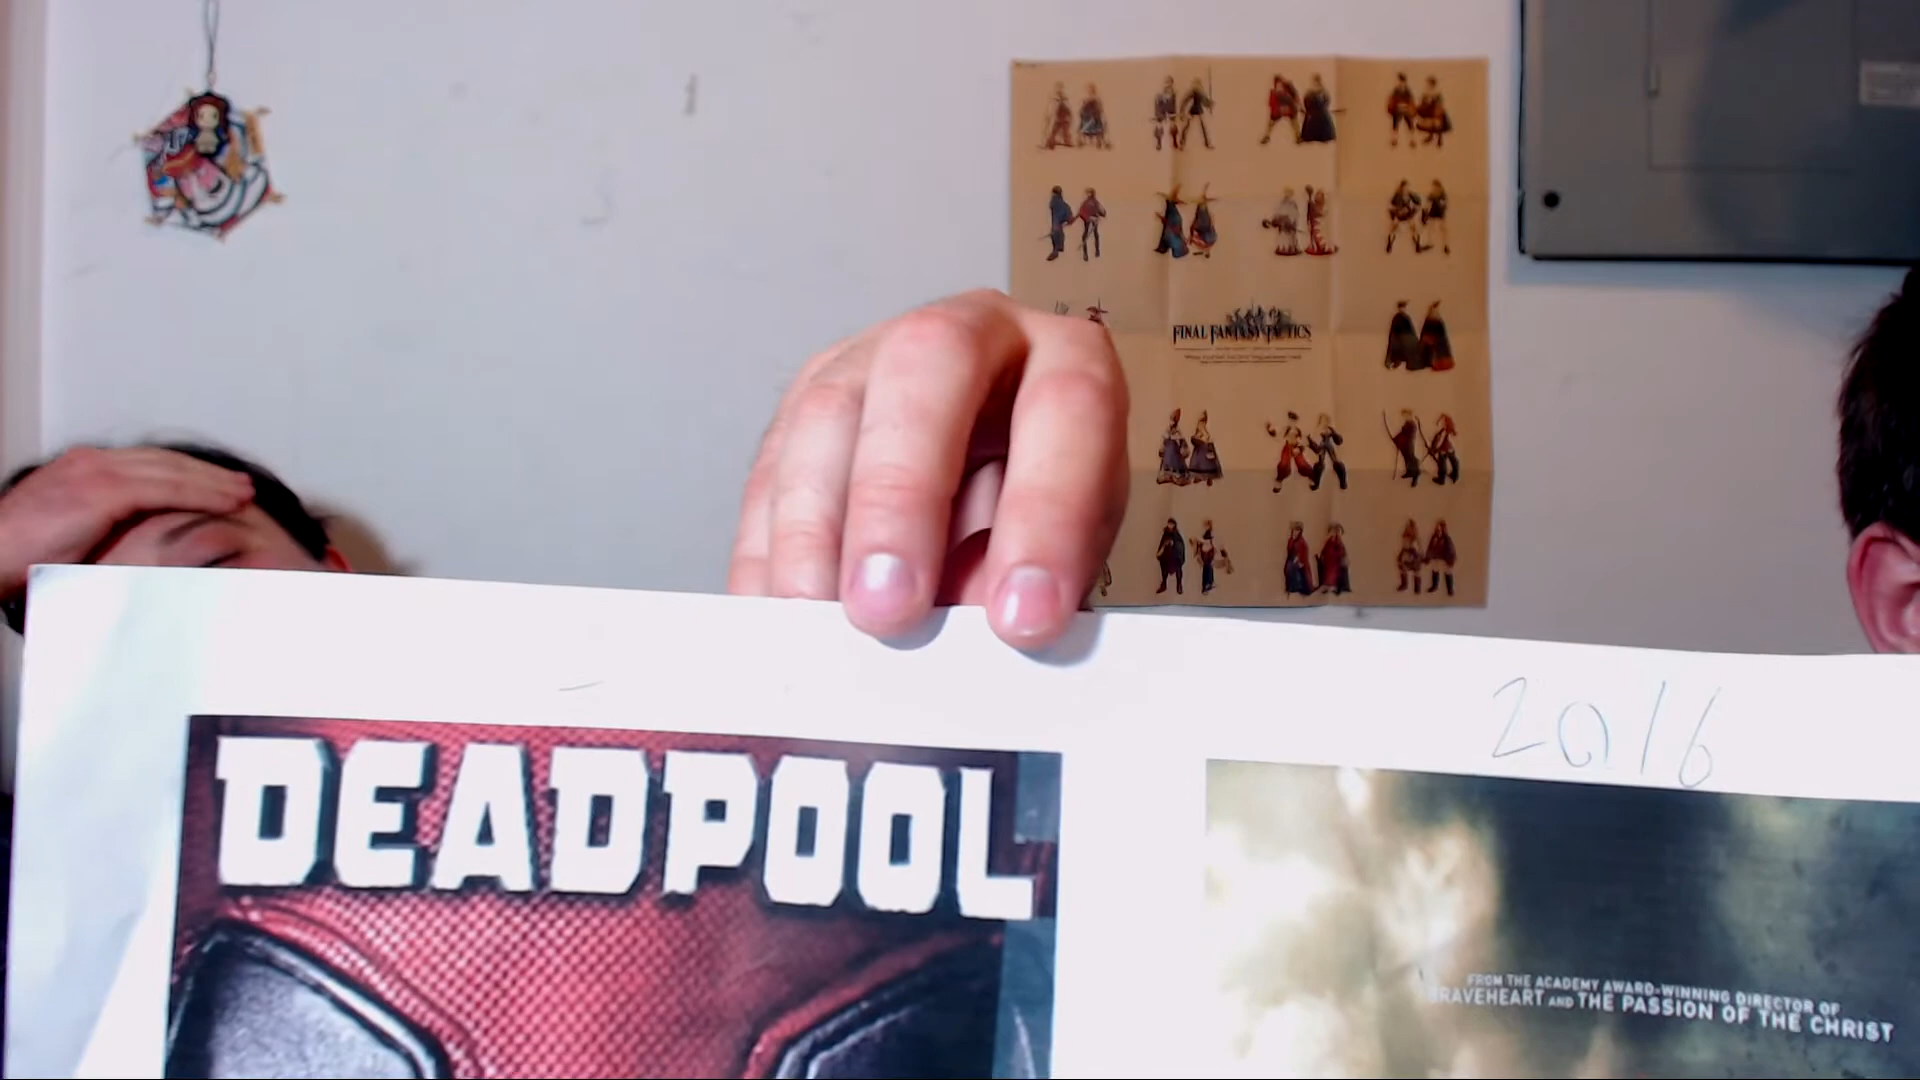 FINAL FANTASY TACTICS
DEADPOOL
2016
FROM THE ACADEMY AWARD-WINNING DIRECTOR OF
BRAVEHEART AND THE PASSION OF THE CHRIST